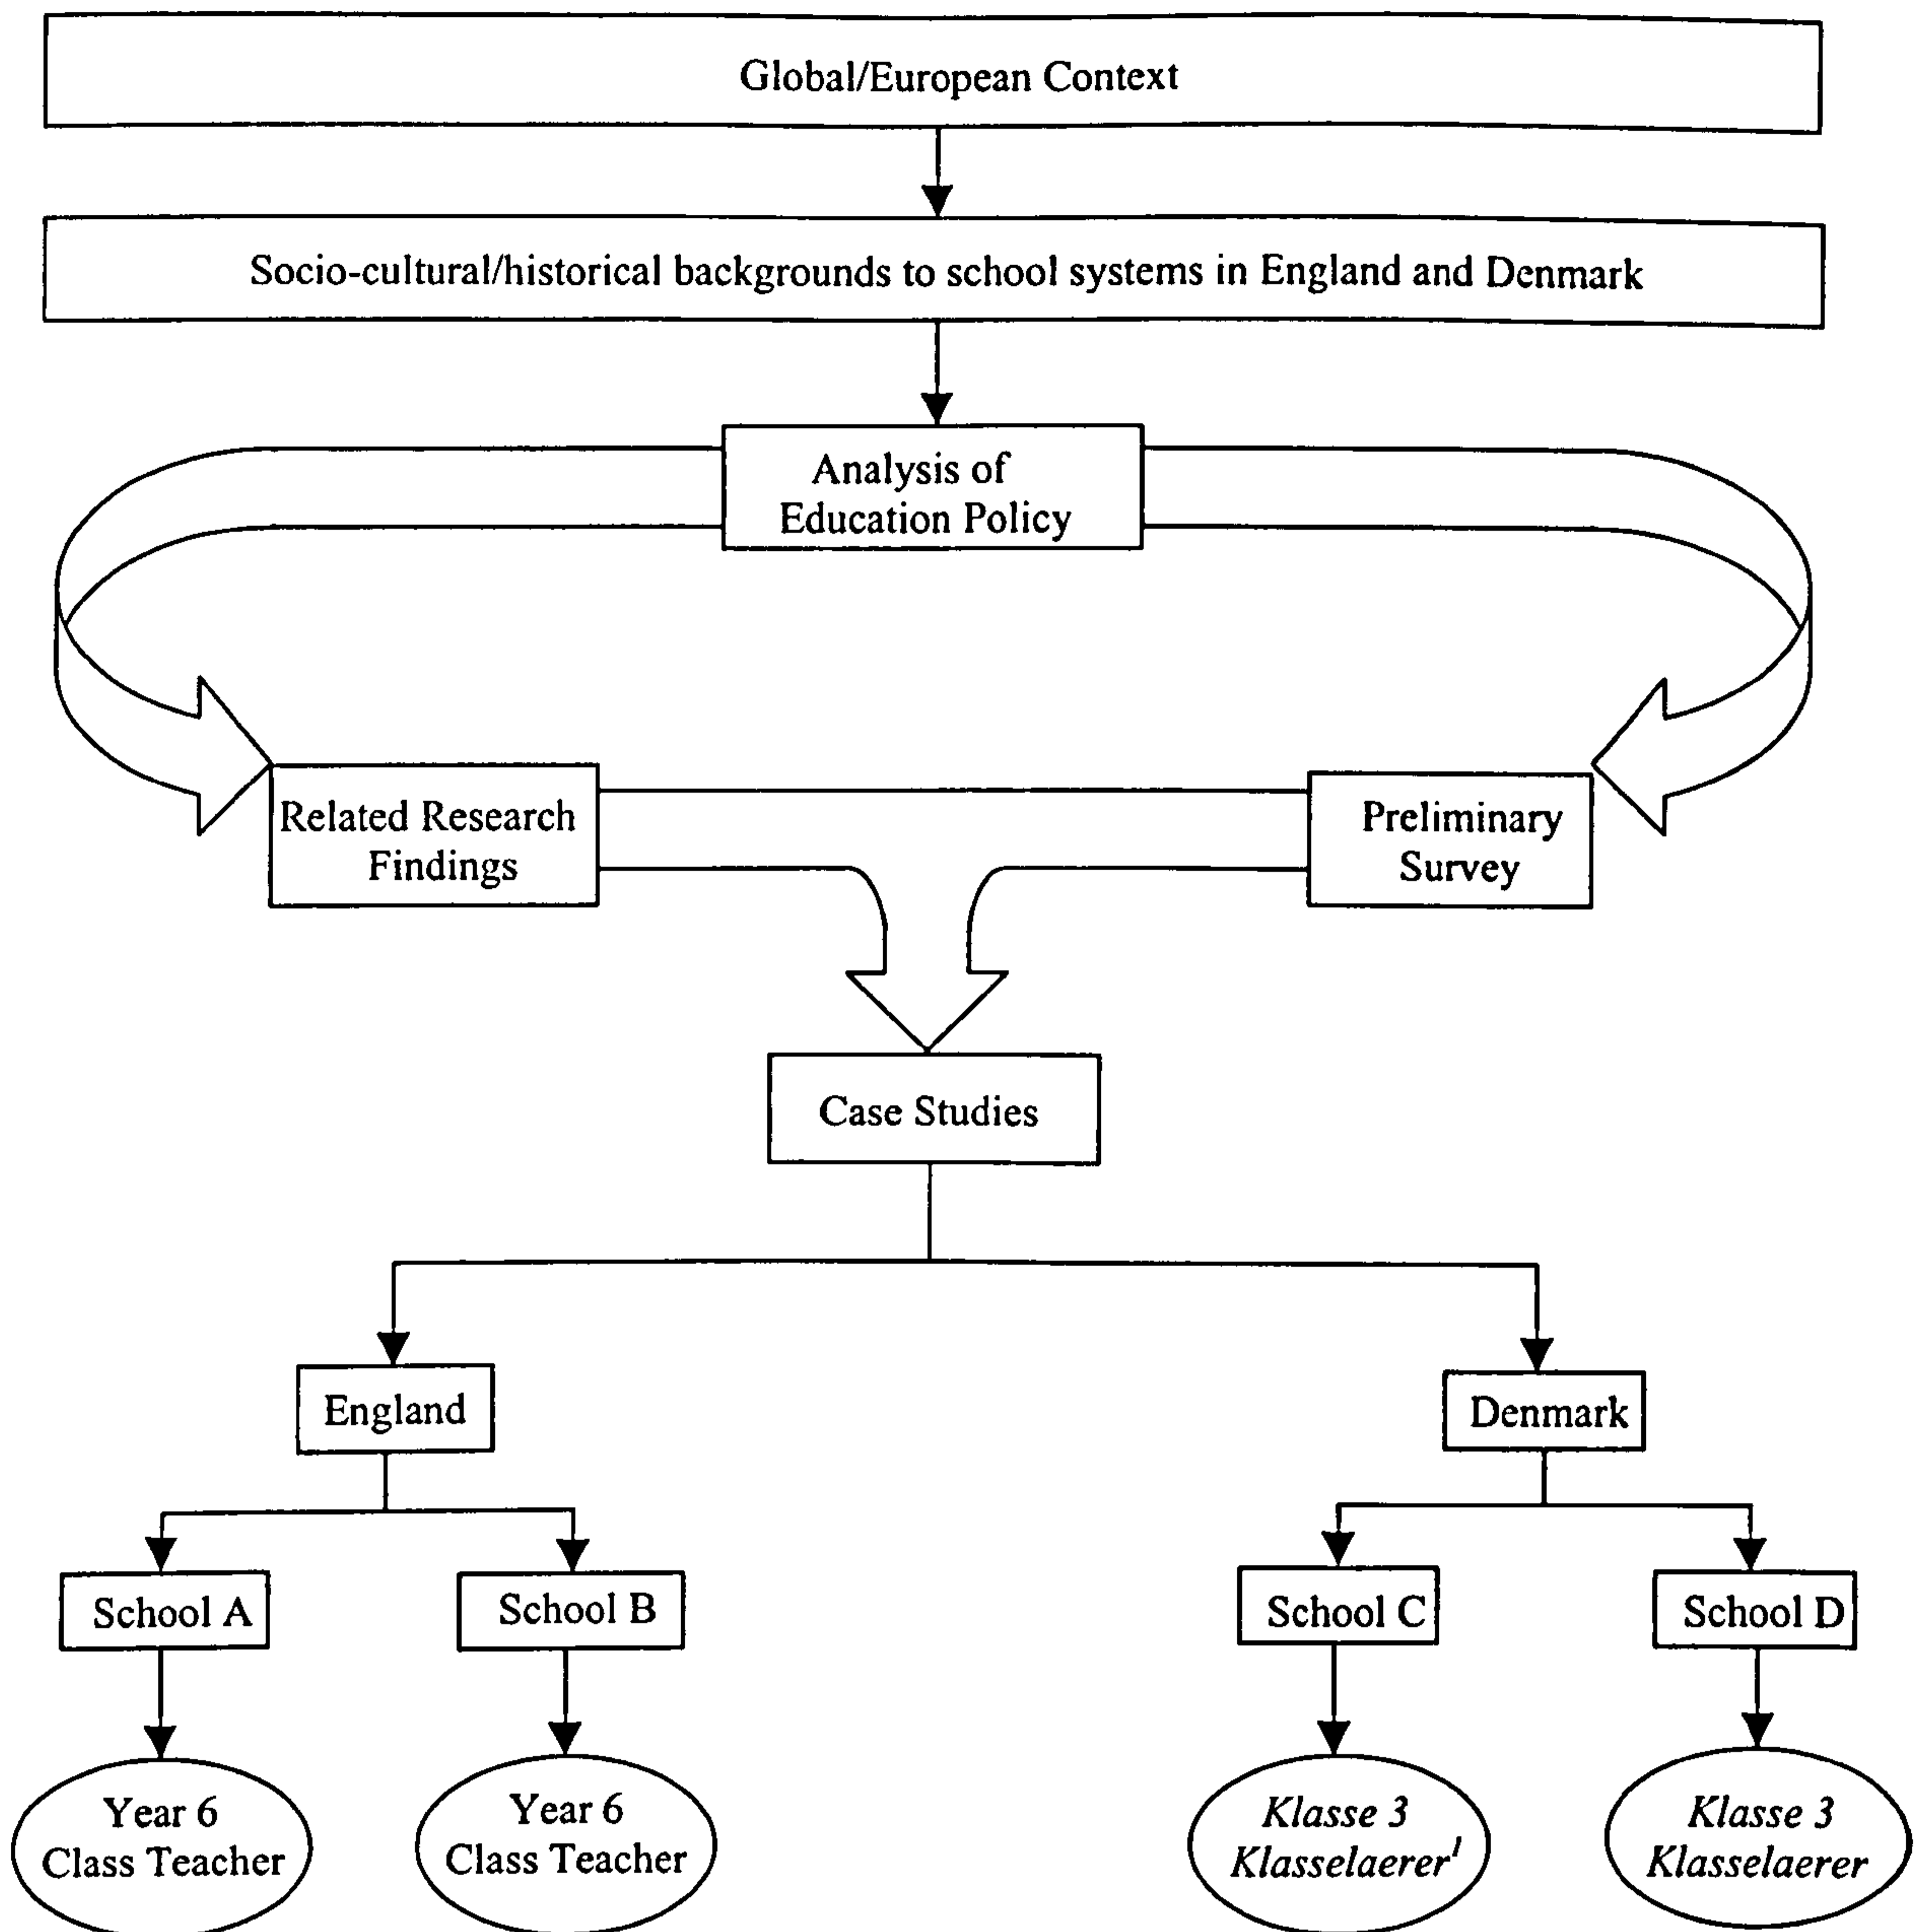 Global/European Context
Socio-cultural/historical backgrounds to school systems in England and Denmark
Analysis of
Education Policy
Related Research
Findings
Preliminary
Survey
Case Studies
England
Denmark
School A
School B
School C
School D
Year 6
Class Teacher
Year 6
Class Teacher
Klasse 3
Klasselaerer¹
Klasse 3
Klasselaerer